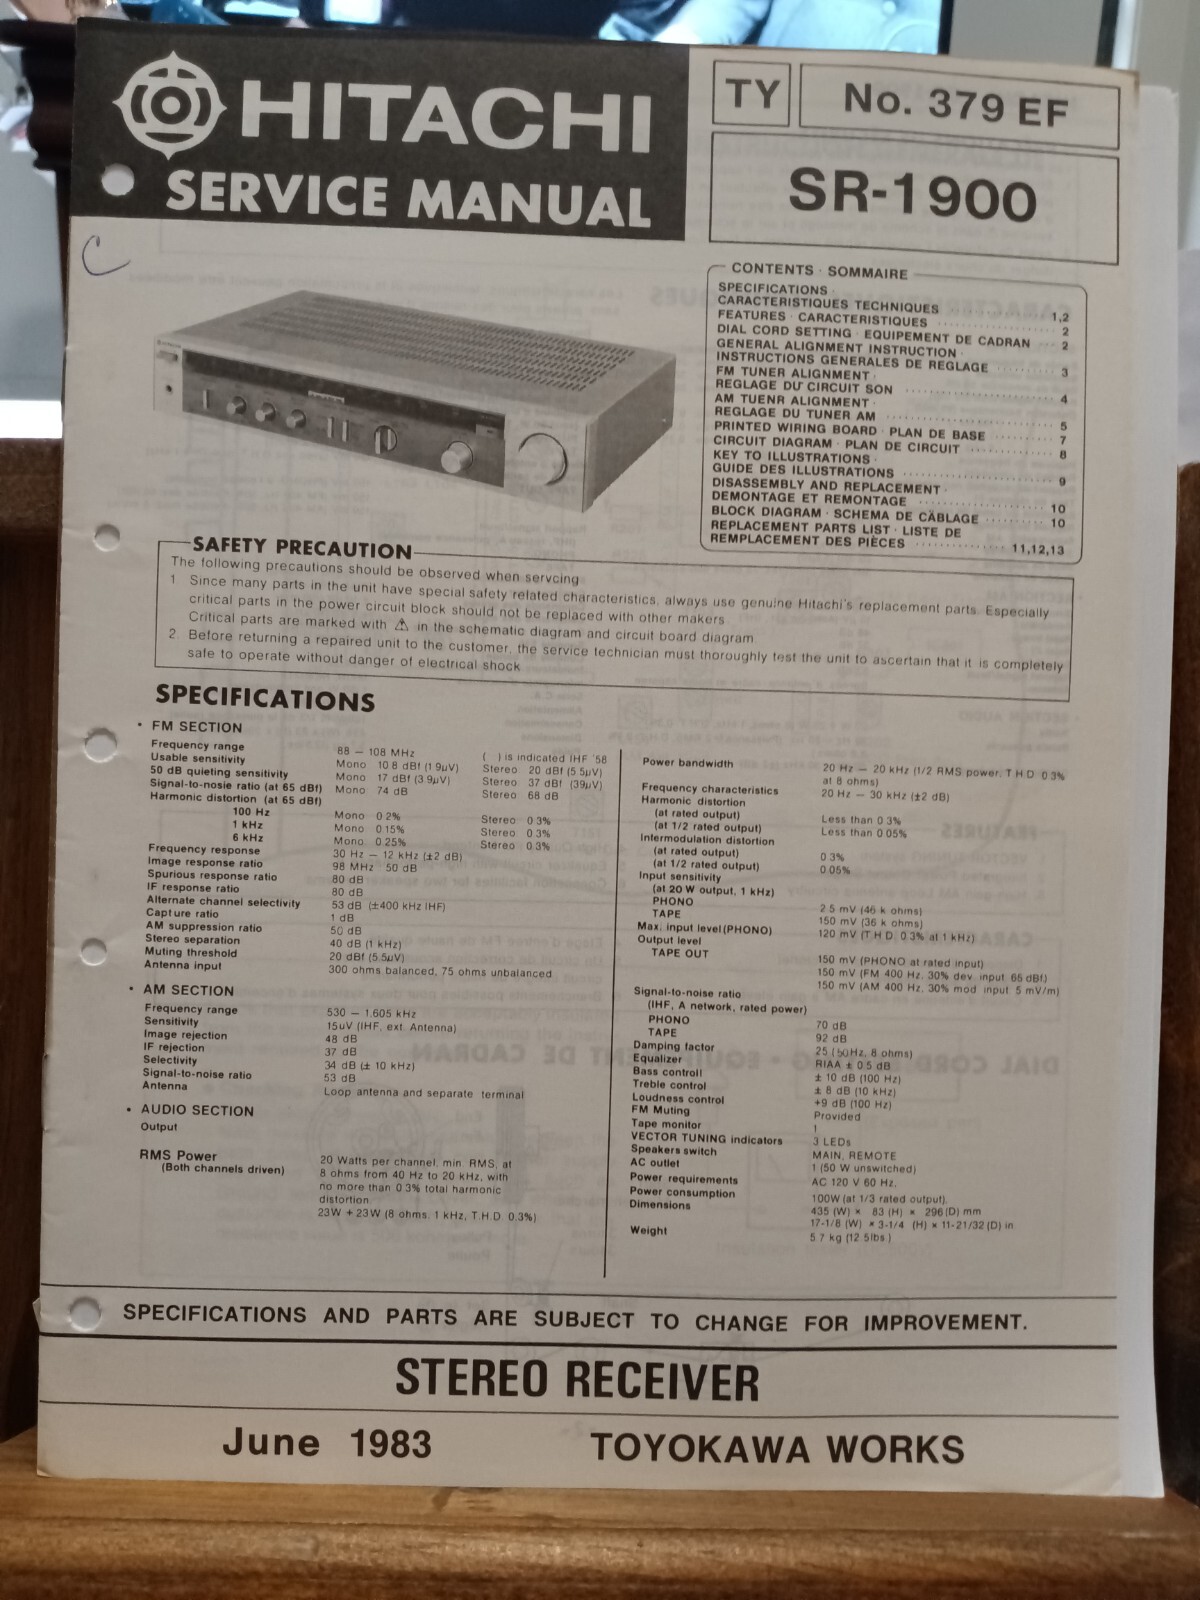 HITACHI
SERVICE MANUAL
TY
No. 379 EF
SR-1900
C
CONTENTS · SOMMAIRE
SPECIFICATIONS ·
CARACTERISTIQUES TECHNIQUES 1,2
FEATURES · CARACTERISTIQUES 2
DIAL CORD SETTING · EQUIPEMENT DE CADRAN 2
GENERAL ALIGNMENT INSTRUCTION ·
INSTRUCTIONS GENERALES DE REGLAGE 3
FM TUNER ALIGNMENT ·
REGLAGE DU CIRCUIT SON 4
AM TUENR ALIGNMENT ·
REGLAGE DU TUNER AM 5
PRINTED WIRING BOARD · PLAN DE BASE 7
CIRCUIT DIAGRAM · PLAN DE CIRCUIT 8
KEY TO ILLUSTRATIONS ·
GUIDE DES ILLUSTRATIONS 9
DISASSEMBLY AND REPLACEMENT ·
DEMONTAGE ET REMONTAGE 10
BLOCK DIAGRAM · SCHEMA DE CÂBLAGE 10
REPLACEMENT PARTS LIST · LISTE DE
REMPLACEMENT DES PIÈCES 11,12,13
SAFETY PRECAUTION
The following precautions should be observed when servcing
1 Since many parts in the unit have special safety related characteristics, always use genuine Hitachi's replacement parts. Especially
critical parts in the power circuit block should not be replaced with other makers
Critical parts are marked with ⚠ in the schematic diagram and circuit board diagram
2. Before returning a repaired unit to the customer, the service technician must thoroughly test the unit to ascertain that it is completely
safe to operate without danger of electrical shock
SPECIFICATIONS
• FM SECTION
Frequency range 88 – 108 MHz ( ) is indicated IHF '58
Usable sensitivity Mono 10 8 dBf (1 9μV) Stereo 20 dBf (5 5μV)
50 dB quieting sensitivity Mono 17 dBf (3 9μV) Stereo 37 dBf (39μV)
Signal-to-nosie ratio (at 65 dBf) Mono 74 dB Stereo 68 dB
Harmonic distortion (at 65 dBf)
100 Hz Mono 0 2% Stereo 0 3%
1 kHz Mono 0 15% Stereo 0 3%
6 kHz Mono 0.25% Stereo 0 3%
Frequency response 30 Hz – 12 kHz (±2 dB)
Image response ratio 98 MHz 50 dB
Spurious response ratio 80 dB
IF response ratio 80 dB
Alternate channel selectivity 53 dB (±400 kHz IHF)
Capture ratio 1 dB
AM suppression ratio 50 dB
Stereo separation 40 dB (1 kHz)
Muting threshold 20 dBf (5 5μV)
Antenna input 300 ohms balanced, 75 ohms unbalanced
• AM SECTION
Frequency range 530 – 1,605 kHz
Sensitivity 15μV (IHF, ext. Antenna)
Image rejection 48 dB
IF rejection 37 dB
Selectivity 34 dB (± 10 kHz)
Signal-to-noise ratio 53 dB
Antenna Loop antenna and separate terminal
• AUDIO SECTION
Output
RMS Power 20 Watts per channel, min. RMS, at
(Both channels driven) 8 ohms from 40 Hz to 20 kHz, with
no more than 0 3% total harmonic
distortion
23W + 23W (8 ohms, 1 kHz, T.H.D. 0.3%)
Power bandwidth 20 Hz – 20 kHz (1/2 RMS power, T.H.D 0.3%
at 8 ohms)
Frequency characteristics 20 Hz – 30 kHz (±2 dB)
Harmonic distortion
(at rated output) Less than 0 3%
(at 1/2 rated output) Less than 0 05%
Intermodulation distortion
(at rated output) 0 3%
(at 1/2 rated output) 0 05%
Input sensitivity
(at 20 W output, 1 kHz)
PHONO 2 5 mV (46 k ohms)
TAPE 150 mV (36 k ohms)
Max. input level (PHONO) 120 mV (T.H.D. 0.3% at 1 kHz)
Output level
TAPE OUT 150 mV (PHONO at rated input)
150 mV (FM 400 Hz, 30% dev. input 65 dBf)
150 mV (AM 400 Hz, 30% mod input 5 mV/m)
Signal-to-noise ratio
(IHF, A network, rated power)
PHONO 70 dB
TAPE 92 dB
Damping factor 25 (50Hz, 8 ohms)
Equalizer RIAA ± 0.5 dB
Bass controll ± 10 dB (100 Hz)
Treble control ± 8 dB (10 kHz)
Loudness control +9 dB (100 Hz)
FM Muting Provided
Tape monitor 1
VECTOR TUNING indicators 3 LEDs
Speakers switch MAIN, REMOTE
AC outlet 1 (50 W unswitched)
Power requirements AC 120 V 60 Hz.
Power consumption 100W (at 1/3 rated output).
Dimensions 435 (W) × 83 (H) × 296 (D) mm
17-1/8 (W) × 3-1/4 (H) × 11-21/32 (D) in
Weight 5.7 kg (12 5lbs )
SPECIFICATIONS AND PARTS ARE SUBJECT TO CHANGE FOR IMPROVEMENT.
STEREO RECEIVER
June 1983 TOYOKAWA WORKS